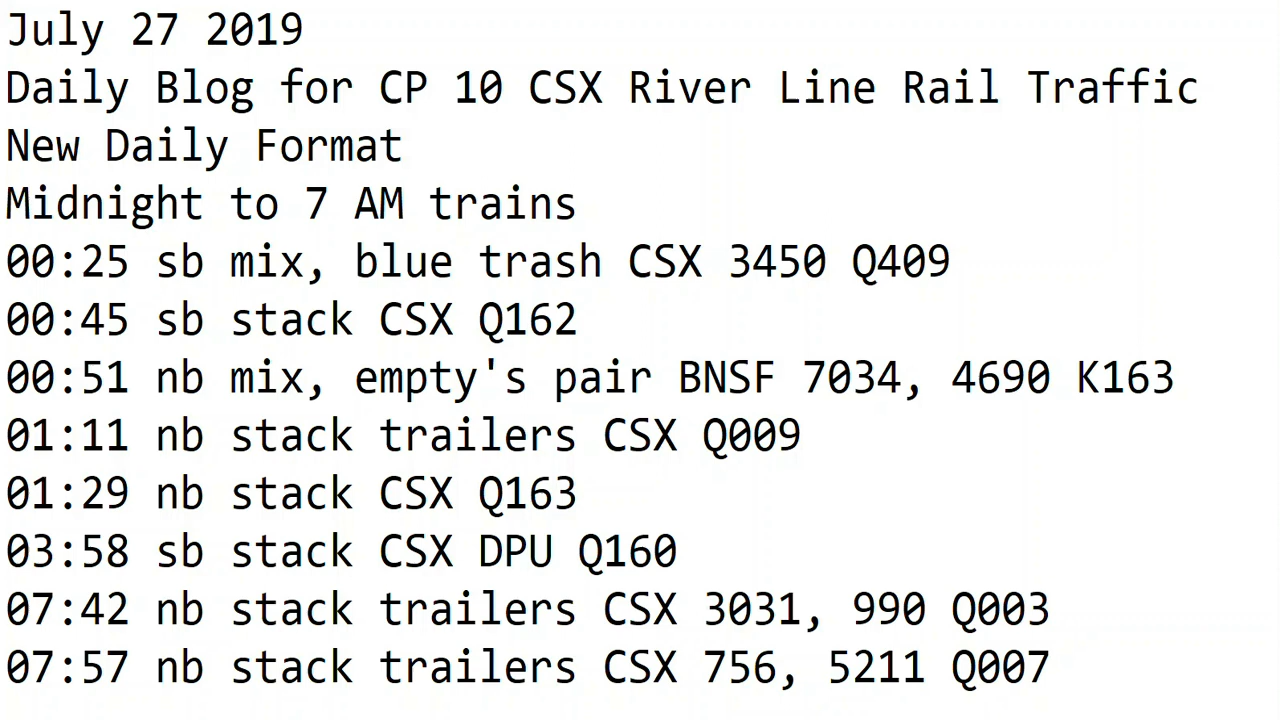 July 27 2019
Daily Blog for CP 10 CSX River Line Rail Traffic
New Daily Format
Midnight to 7 AM trains
00:25 sb mix, blue trash CSX 3450 Q409
00:45 sb stack CSX Q162
00:51 nb mix, empty's pair BNSF 7034, 4690 K163
01:11 nb stack trailers CSX Q009
01:29 nb stack CSX Q163
03:58 sb stack CSX DPU Q160
07:42 nb stack trailers CSX 3031, 990 Q003
07:57 nb stack trailers CSX 756, 5211 Q007